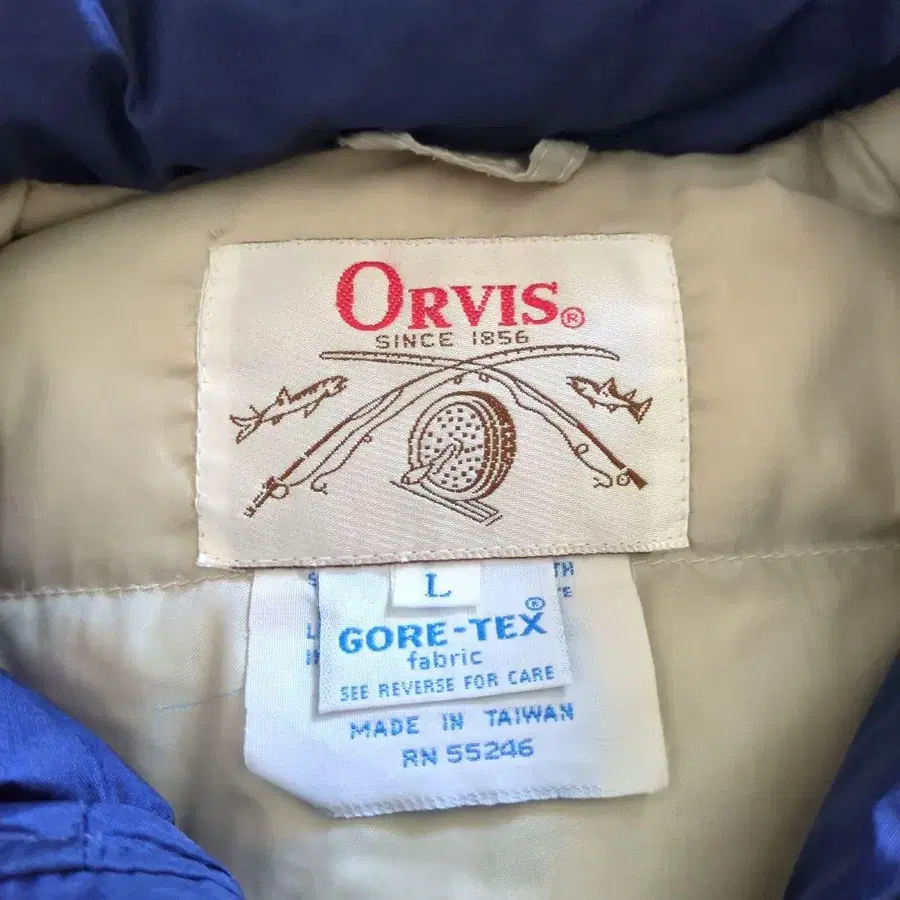 ORVIS®
SINCE 1856
L
GORE-TEX®
fabric
SEE REVERSE FOR CARE
MADE IN TAIWAN
RN 55246